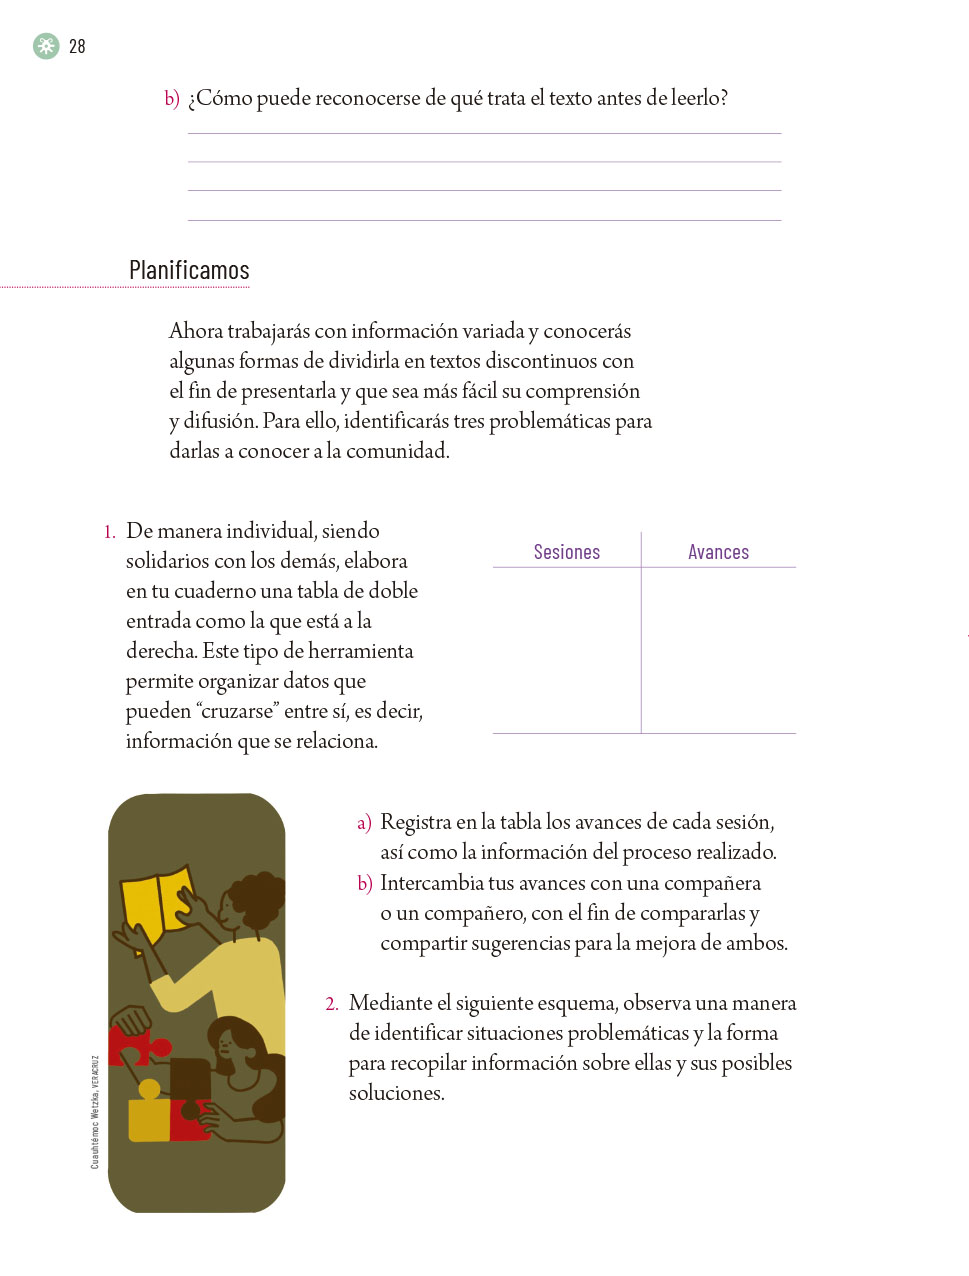 28
b) ¿Cómo puede reconocerse de qué trata el texto antes de leerlo?
Planificamos
Ahora trabajarás con información variada y conocerás
algunas formas de dividirla en textos discontinuos con
el fin de presentarla y que sea más fácil su comprensión
y difusión. Para ello, identificarás tres problemáticas para
darlas a conocer a la comunidad.
1. De manera individual, siendo
solidarios con los demás, elabora
en tu cuaderno una tabla de doble
entrada como la que está a la
derecha. Este tipo de herramienta
permite organizar datos que
pueden “cruzarse” entre sí, es decir,
información que se relaciona.
Sesiones Avances
a) Registra en la tabla los avances de cada sesión,
así como la información del proceso realizado.
b) Intercambia tus avances con una compañera
o un compañero, con el fin de compararlas y
compartir sugerencias para la mejora de ambos.
2. Mediante el siguiente esquema, observa una manera
de identificar situaciones problemáticas y la forma
para recopilar información sobre ellas y sus posibles
soluciones.
Cuauhtémoc Wetzka, VERACRUZ